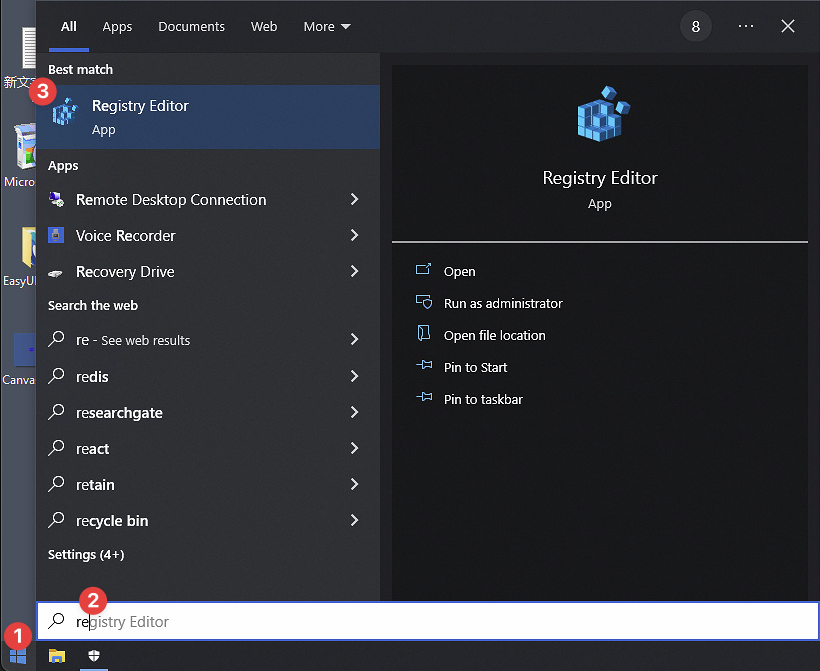 All Apps Documents Web More 8 ...
Best match
3
Registry Editor
App
Apps
Remote Desktop Connection
Voice Recorder
Recovery Drive
Search the web
re - See web results
redis
researchgate
react
retain
recycle bin
Settings (4+)
Registry Editor
App
Open
Run as administrator
Open file location
Pin to Start
Pin to taskbar
新文
Micros
EasyU
Canva
2
registry Editor
1